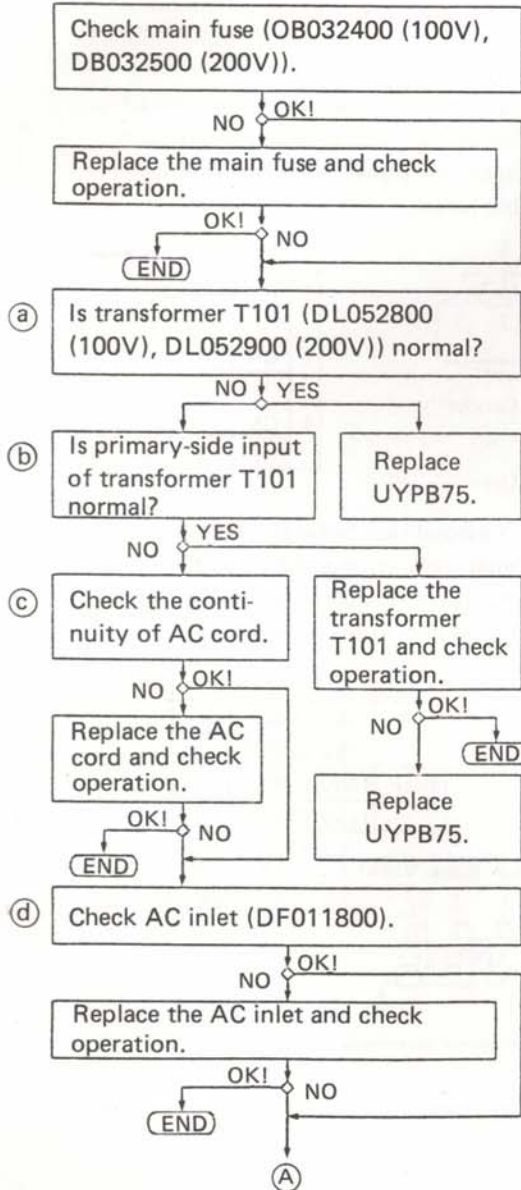 Check main fuse (OB032400 (100V),
DB032500 (200V)).
OK!
NO
Replace the main fuse and check
operation.
OK!
NO
END
a
Is transformer T101 (DL052800
(100V), DL052900 (200V)) normal?
NO
YES
b
Is primary-side input
of transformer T101
normal?
Replace
UYPB75.
YES
NO
c
Check the conti-
nuity of AC cord.
Replace the
transformer
T101 and check
operation.
OK!
NO
OK!
NO
END
Replace the AC
cord and check
operation.
Replace
UYPB75.
OK!
NO
END
d
Check AC inlet (DF011800).
OK!
NO
Replace the AC inlet and check
operation.
OK!
NO
END
A